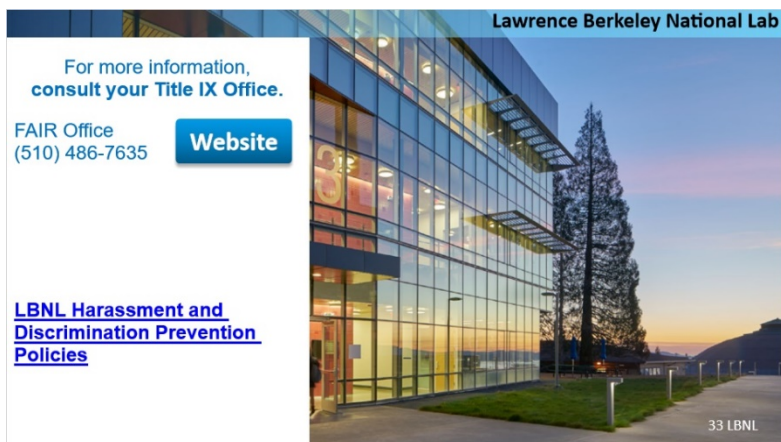 Lawrence Berkeley National Lab
For more information,
consult your Title IX Office.
FAIR Office
(510) 486-7635
Website
LBNL Harassment and
Discrimination Prevention
Policies
3
33 LBNL